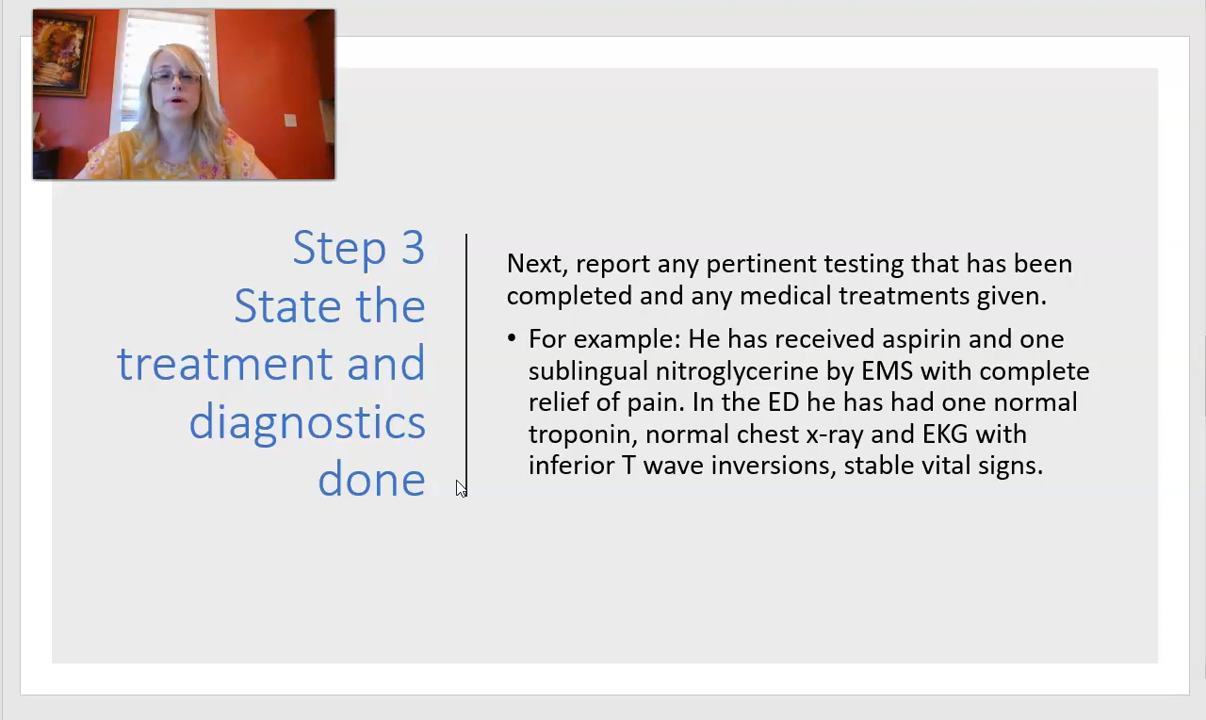 Step 3
State the
treatment and
diagnostics
done
Next, report any pertinent testing that has been
completed and any medical treatments given.
• For example: He has received aspirin and one
sublingual nitroglycerine by EMS with complete
relief of pain. In the ED he has had one normal
troponin, normal chest x-ray and EKG with
inferior T wave inversions, stable vital signs.